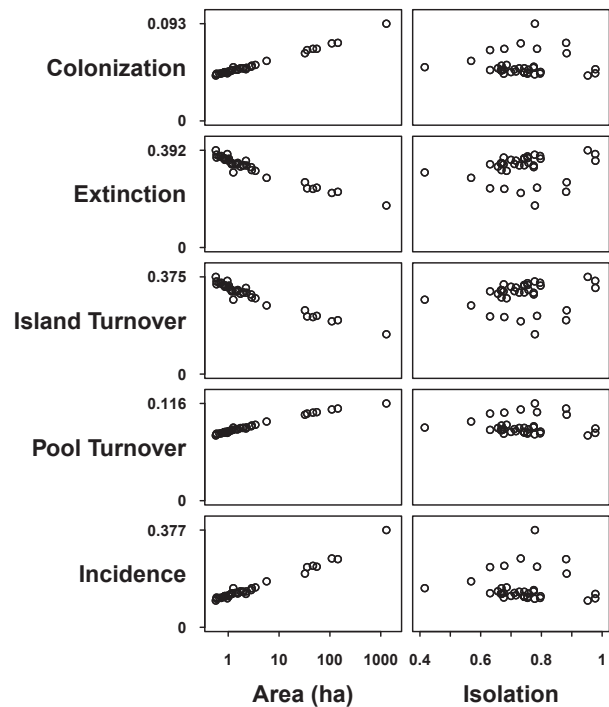 0.093
Colonization
0
0.392
Extinction
0
0.375
Island Turnover
0
0.116
Pool Turnover
0
0.377
Incidence
0
1 10 100 1000 0.4 0.6 0.8 1
Area (ha) Isolation